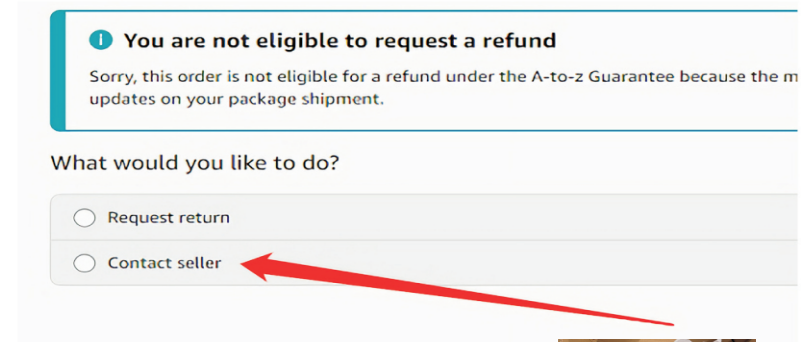 You are not eligible to request a refund
Sorry, this order is not eligible for a refund under the A-to-z Guarantee because the
updates on your package shipment.
What would you like to do?
Request return
Contact seller